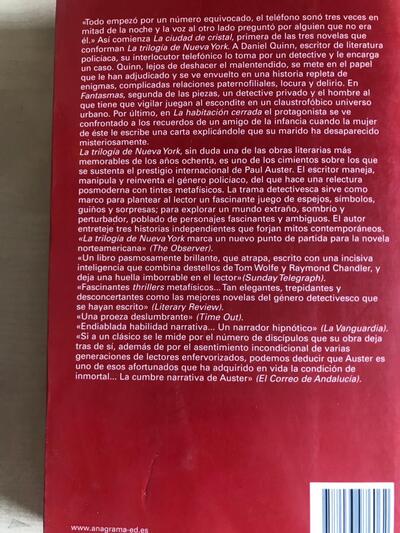 «Todo empezó por un número equivocado, el teléfono sonó tres veces en
mitad de la noche y la voz al otro lado preguntó por alguien que no era
él.» Así comienza La ciudad de cristal, primera de las tres novelas que
conforman La trilogía de Nueva York. A Daniel Quinn, escritor de literatura
policiaca, su interlocutor telefónico lo toma por un detective y le encarga
un caso. Quinn, lejos de deshacer el malentendido, se mete en el papel
que le han adjudicado y se ve envuelto en una historia repleta de
enigmas, complicadas relaciones paternofiliales, locura y delirio. En
Fantasmas, segunda de las piezas, un detective privado y el hombre al
que tiene que vigilar juegan al escondite en un claustrofóbico universo
urbano. Por último, en La habitación cerrada el protagonista se ve
confrontado a los recuerdos de un amigo de la infancia cuando la mujer
de éste le escribe una carta explicándole que su marido ha desaparecido
misteriosamente.
La trilogía de Nueva York, sin duda una de las obras literarias más
memorables de los años ochenta, es uno de los cimientos sobre los que
se sustenta el prestigio internacional de Paul Auster. El escritor maneja,
manipula y reinventa el género policiaco, del que hace una relectura
posmoderna con tintes metafísicos. La trama detectivesca sirve como
marco para plantear al lector un fascinante juego de espejos, símbolos,
guiños y sorpresas; para explorar un mundo extraño, sombrío y
perturbador, poblado de personajes fascinantes y ambiguos. El autor
entreteje tres historias independientes que forjan mitos contemporáneos.
«La trilogía de Nueva York marca un nuevo punto de partida para la novela
norteamericana» (The Observer).
«Un libro pasmosamente brillante, que atrapa, escrito con una incisiva
inteligencia que combina destellos de Tom Wolfe y Raymond Chandler, y
deja una huella imborrable en el lector» (Sunday Telegraph).
«Fascinantes thrillers metafísicos... Tan elegantes, trepidantes y
desconcertantes como las mejores novelas del género detectivesco que
se hayan escrito» (Literary Review).
«Una proeza deslumbrante» (Time Out).
«Endiablada habilidad narrativa... Un narrador hipnótico» (La Vanguardia).
«Si a un clásico se le mide por el número de discípulos que su obra deja
tras de sí, además de por el asentimiento incondicional de varias
generaciones de lectores enfervorizados, podemos deducir que Auster es
uno de esos afortunados que ha adquirido en vida la condición de
inmortal... La cumbre narrativa de Auster» (El Correo de Andalucía).
www.anagrama-ed.es